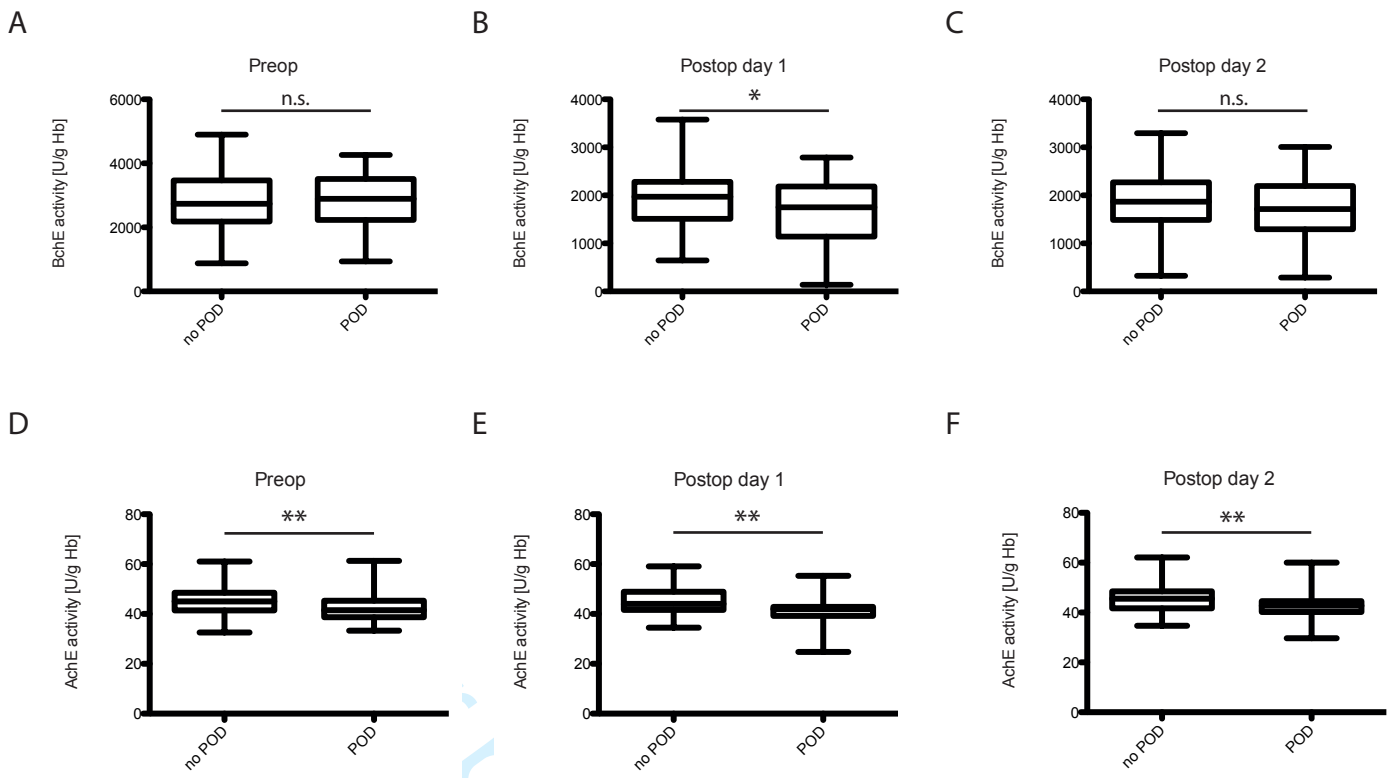 A
B
C
Preop
Postop day 1
Postop day 2
n.s.
*
n.s.
BchE activity [U/g Hb]
6000
4000
2000
0
no POD
POD
BchE activity [U/g Hb]
4000
3000
2000
1000
0
no POD
POD
BchE activity [U/g Hb]
4000
3000
2000
1000
0
no POD
POD
D
E
F
Preop
Postop day 1
Postop day 2
**
**
**
AchE activity [U/g Hb]
80
60
40
20
0
no POD
POD
AchE activity [U/g Hb]
80
60
40
20
0
no POD
POD
AchE activity [U/g Hb]
80
60
40
20
0
no POD
POD